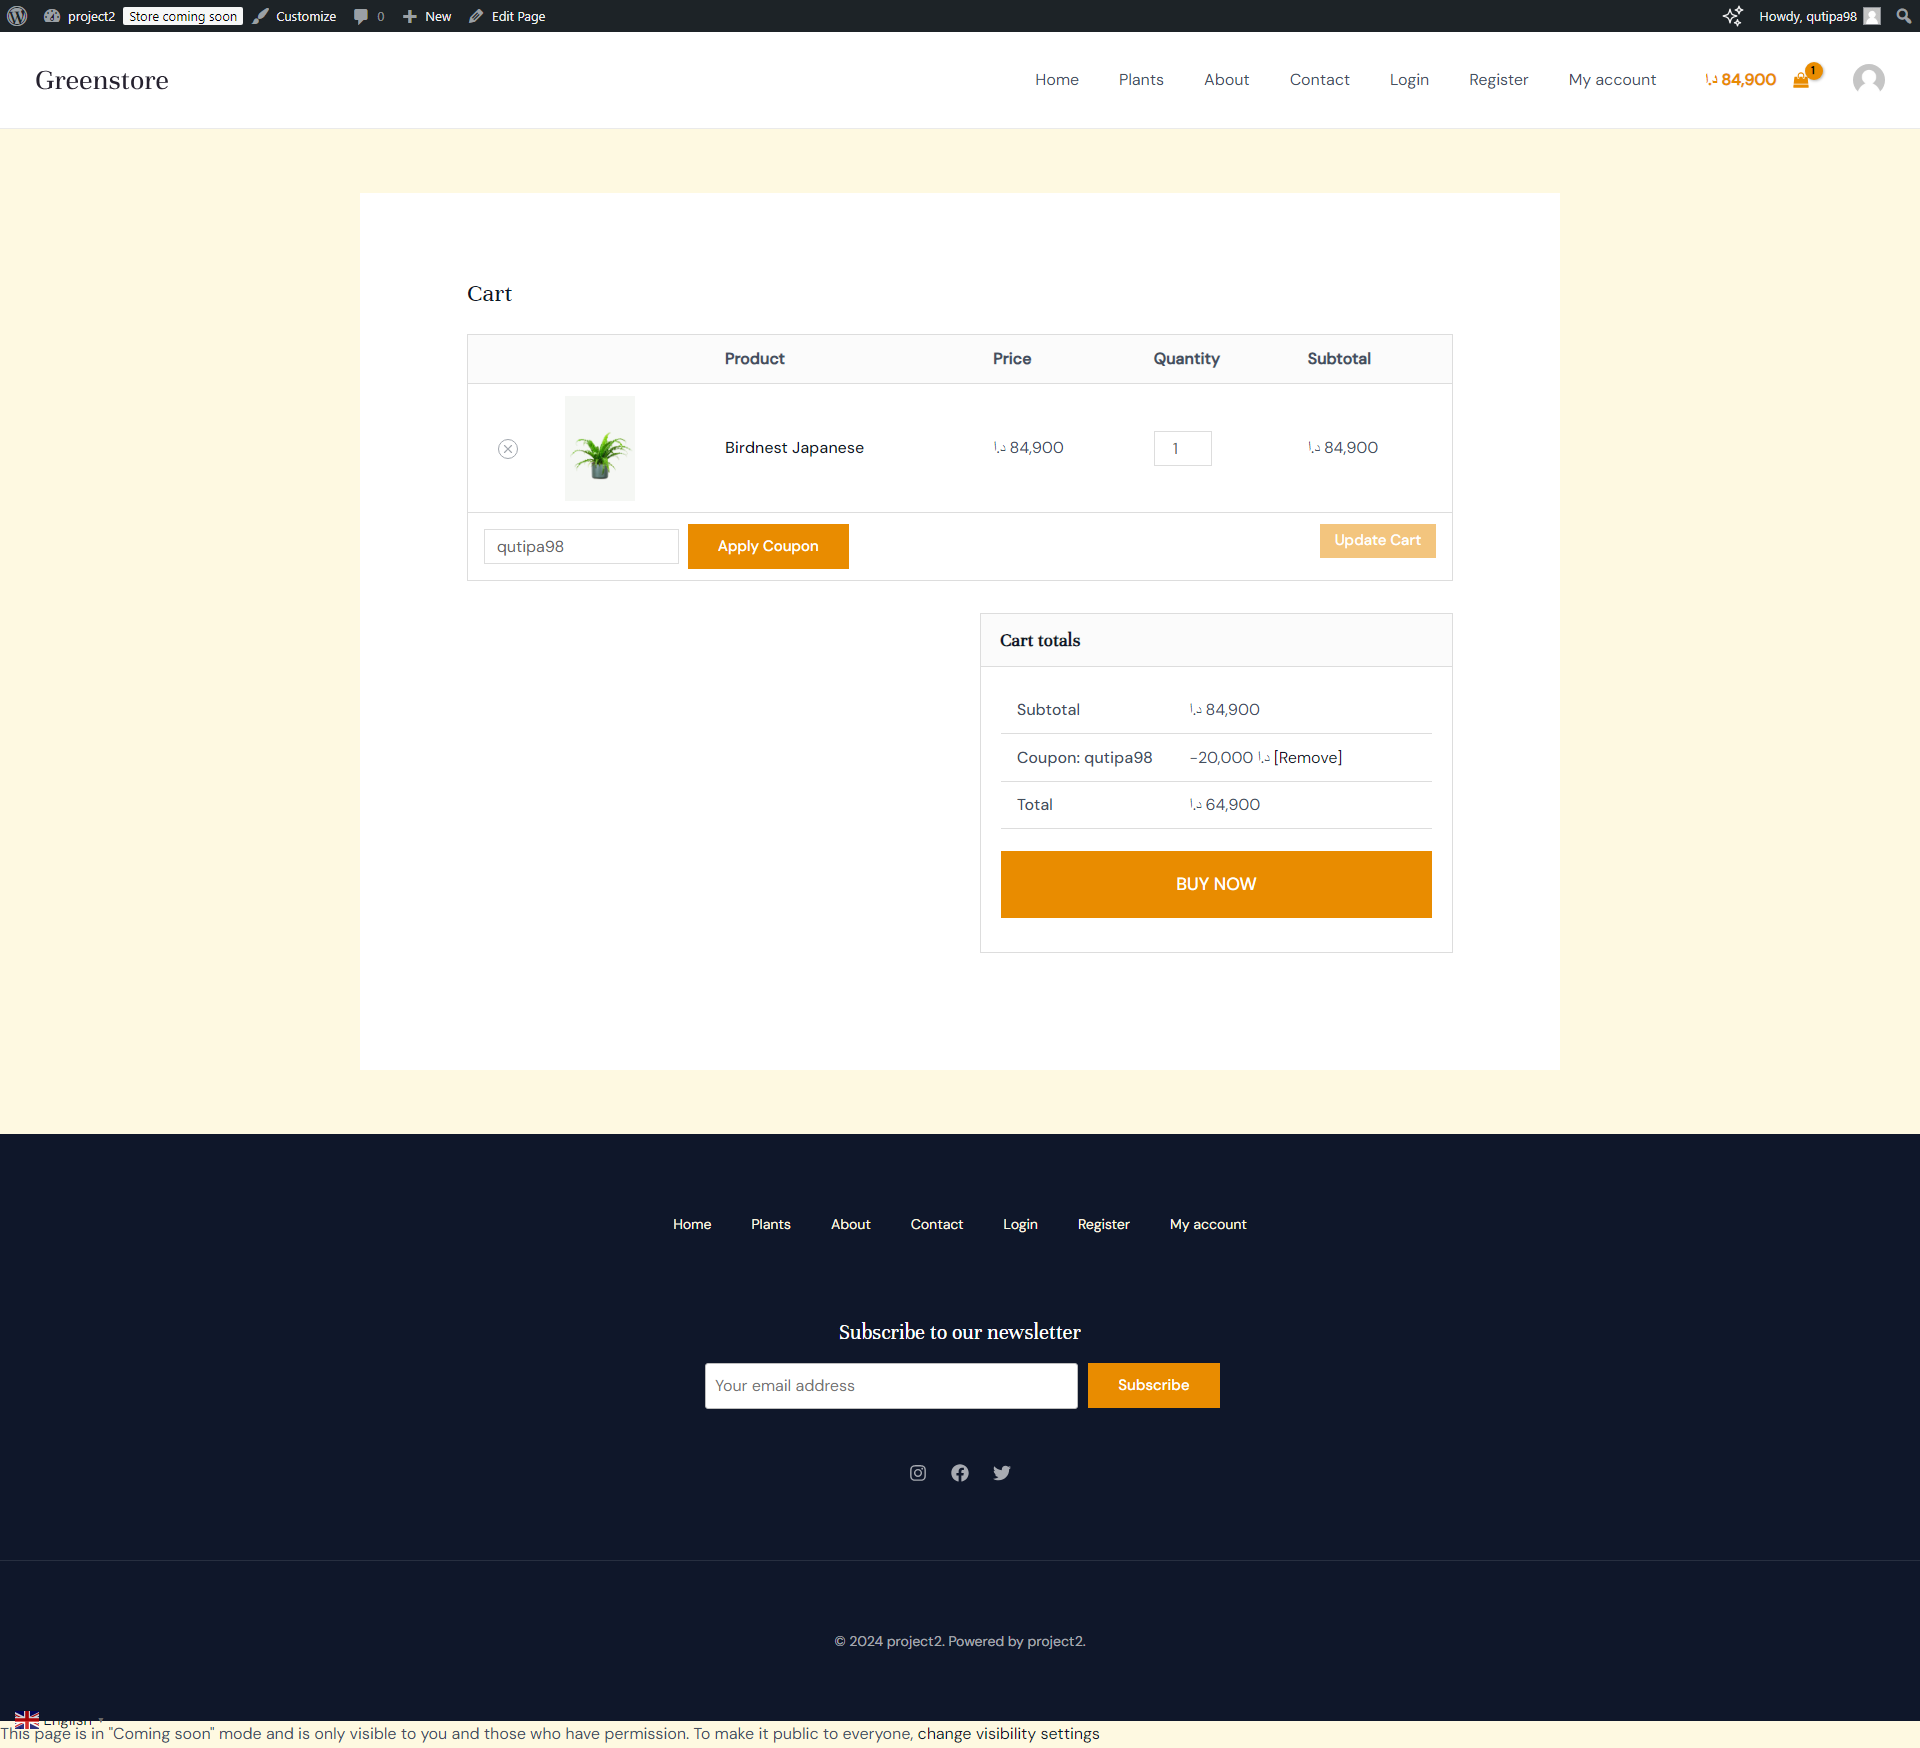 project2 Store coming soon Customize 0 New Edit Page Howdy, qutipa98
Greenstore
Home Plants About Contact Login Register My account د.ا 84,900 1
Cart
Product Price Quantity Subtotal
Birdnest Japanese د.ا 84,900 1 د.ا 84,900
qutipa98 Apply Coupon Update Cart
Cart totals
Subtotal د.ا 84,900
Coupon: qutipa98 -20,000 د.ا [Remove]
Total د.ا 64,900
BUY NOW
Home Plants About Contact Login Register My account
Subscribe to our newsletter
Your email address Subscribe
© 2024 project2. Powered by project2.
English
This page is in "Coming soon" mode and is only visible to you and those who have permission. To make it public to everyone, change visibility settings